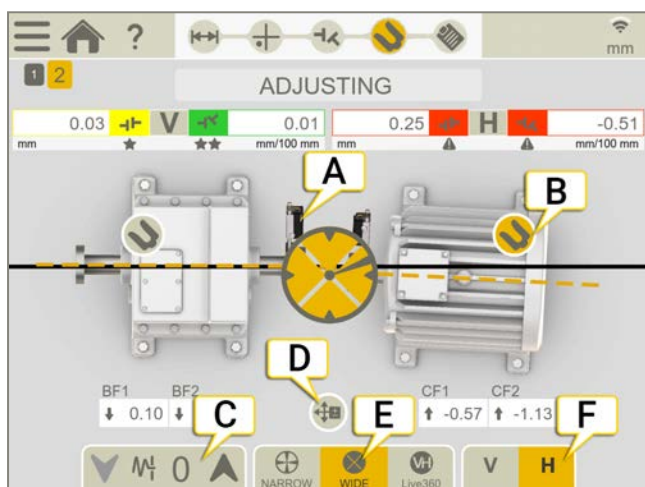 ?
mm
1 2
ADJUSTING
0.03 V 0.01 0.25 H -0.51
mm mm/100 mm mm mm/100 mm
A
B
D
BF1 BF2 CF1 CF2
0.10 -0.57 -1.13
C
E
F
0
NARROW WIDE VH Live360 V H